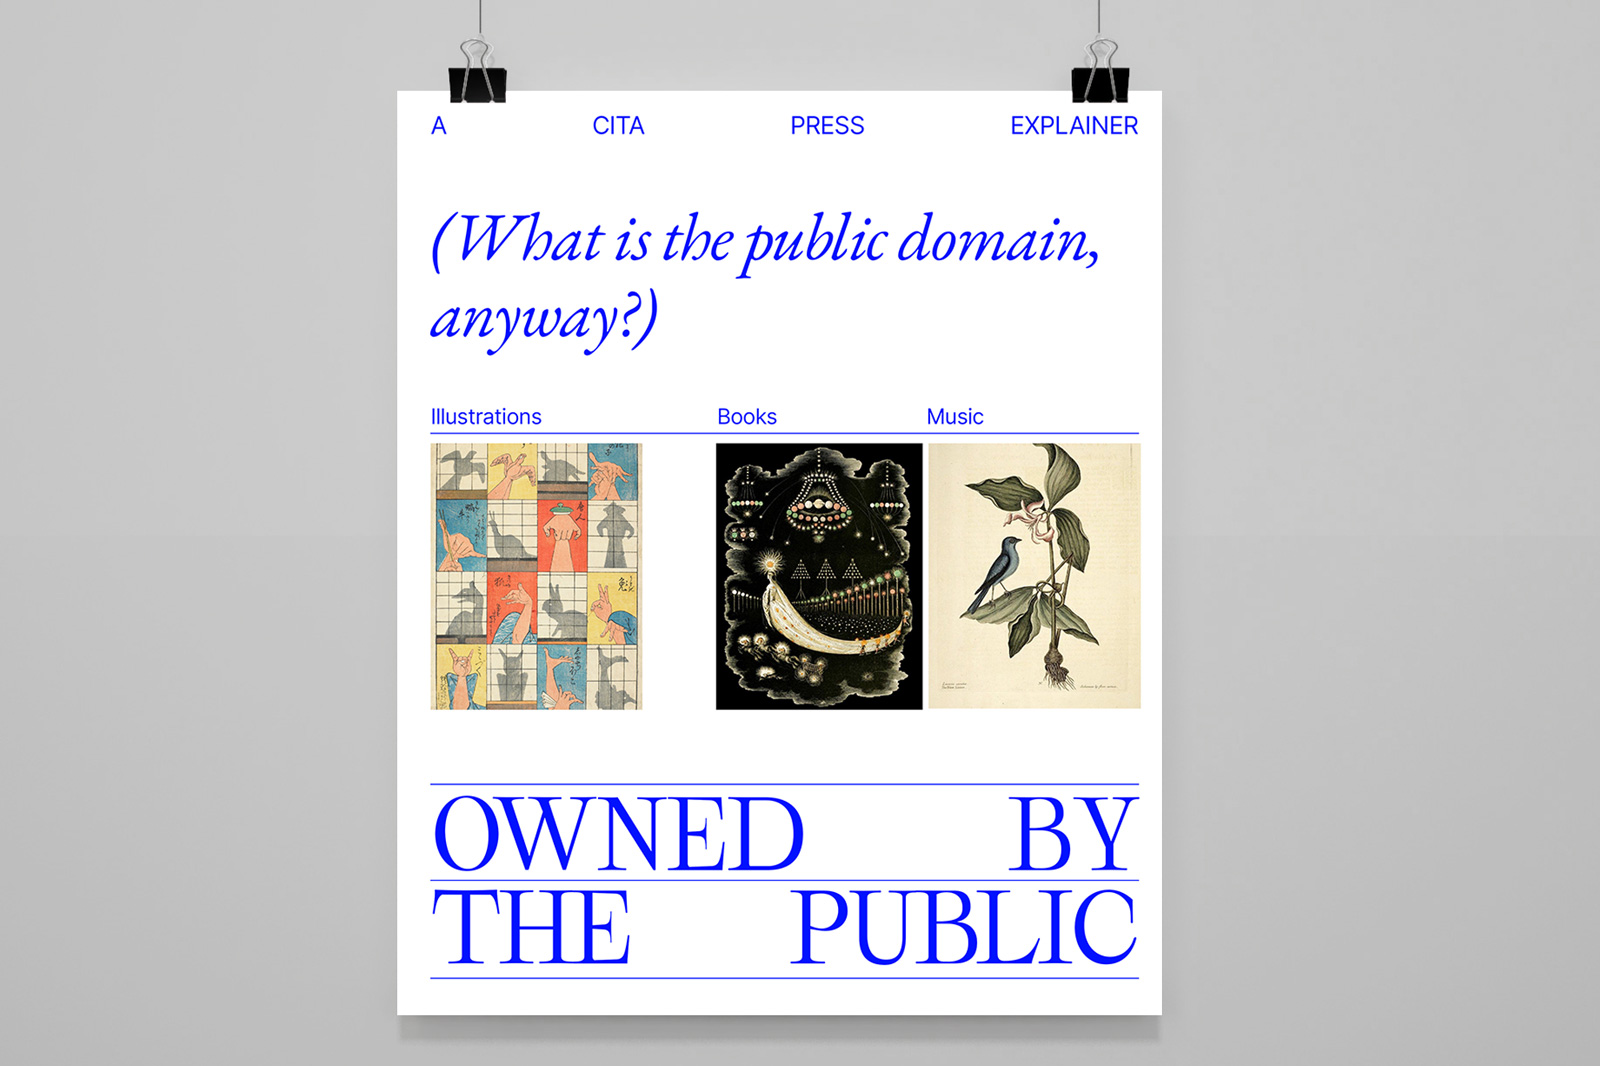 A CITA PRESS EXPLAINER
(What is the public domain,
anyway?)
Illustrations Books Music
OWNED BY
THE PUBLIC